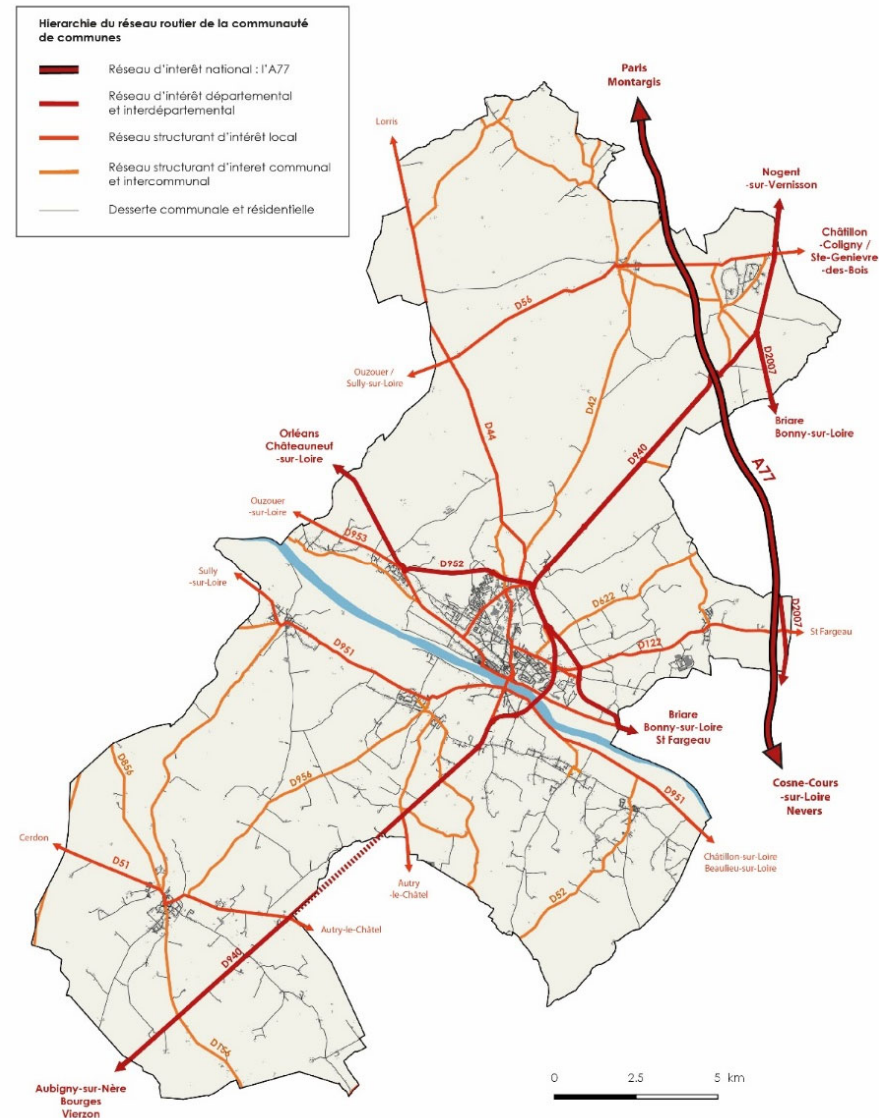 Hierarchie du réseau routier de la communauté
de communes
Réseau d'interêt national : l'A77
Réseau d'intérêt départemental
et interdépartemental
Réseau structurant d'intérêt local
Réseau structurant d'interet communal
et intercommunal
Desserte communale et résidentielle
Paris
Montargis
Lorris
Nogent
-sur-Vernisson
Châtillon
-Coligny /
Ste-Genievre
-des-Bois
D56
D2007
Ouzouer /
Sully-sur-Loire
D42
D44
Briare
Bonny-sur-Loire
Orléans
Châteauneuf
-sur-Loire
D940
A77
Ouzouer
-sur-Loire
D953
D952
Sully
-sur-Loire
D622
D2007
St Fargeau
D122
D951
Briare
Bonny-sur-Loire
St Fargeau
D856
D956
D951
Cosne-Cours
-sur-Loire
Nevers
Cerdon
D51
Autry
-le-Châtel
Châtillon-sur-Loire
Beaulieu-sur-Loire
D52
Autry-le-Châtel
D940
D156
Aubigny-sur-Nère
Bourges
Vierzon
0 2.5 5 km